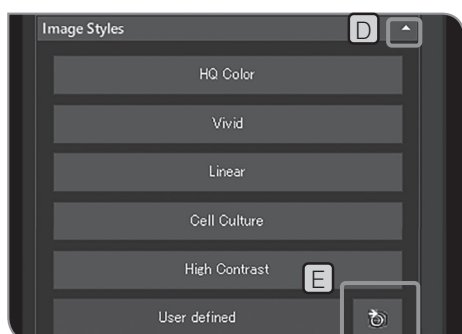 Image Styles D
HQ Color
Vivid
Linear
Cell Culture
High Contrast
E
User defined